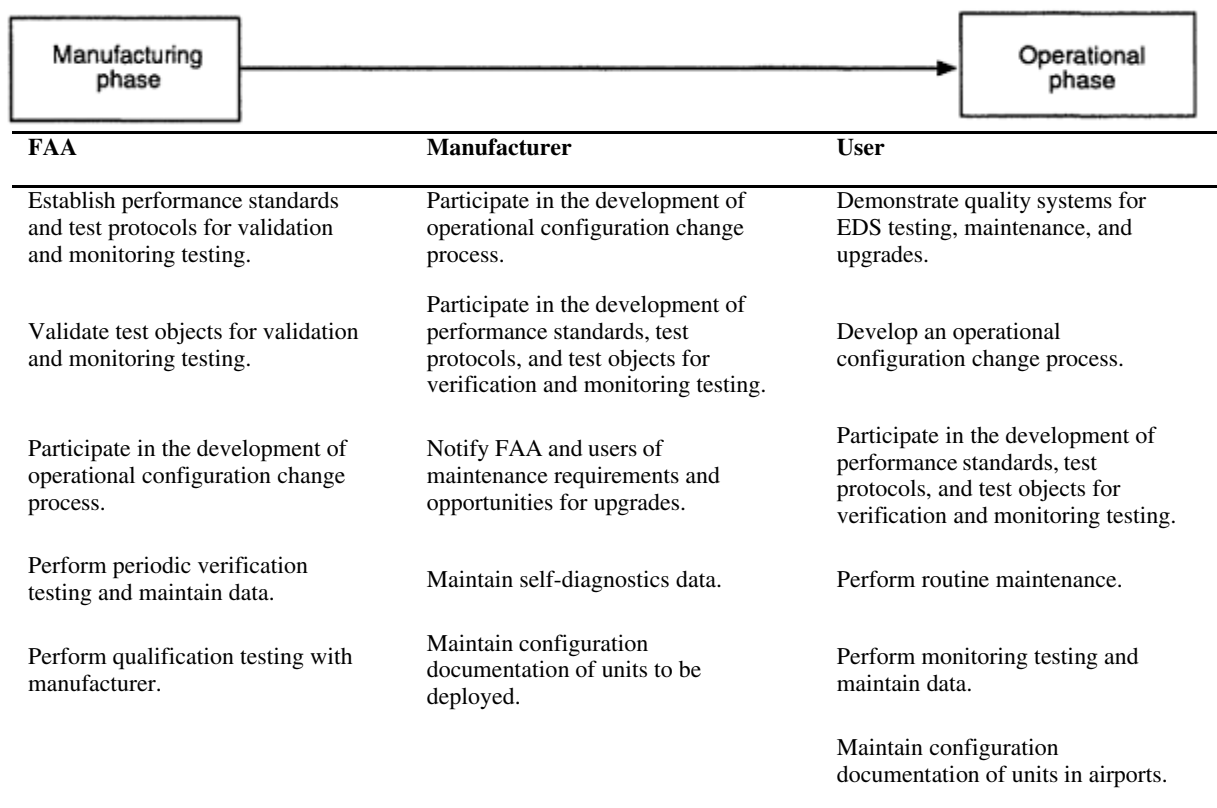 Manufacturing
phase
Operational
phase
FAA
Manufacturer
User
Establish performance standards
and test protocols for validation
and monitoring testing.
Participate in the development of
operational configuration change
process.
Demonstrate quality systems for
EDS testing, maintenance, and
upgrades.
Validate test objects for validation
and monitoring testing.
Participate in the development of
performance standards, test
protocols, and test objects for
verification and monitoring testing.
Develop an operational
configuration change process.
Participate in the development of
operational configuration change
process.
Notify FAA and users of
maintenance requirements and
opportunities for upgrades.
Participate in the development of
performance standards, test
protocols, and test objects for
verification and monitoring testing.
Perform periodic verification
testing and maintain data.
Maintain self-diagnostics data.
Perform routine maintenance.
Perform qualification testing with
manufacturer.
Maintain configuration
documentation of units to be
deployed.
Perform monitoring testing and
maintain data.
Maintain configuration
documentation of units in airports.